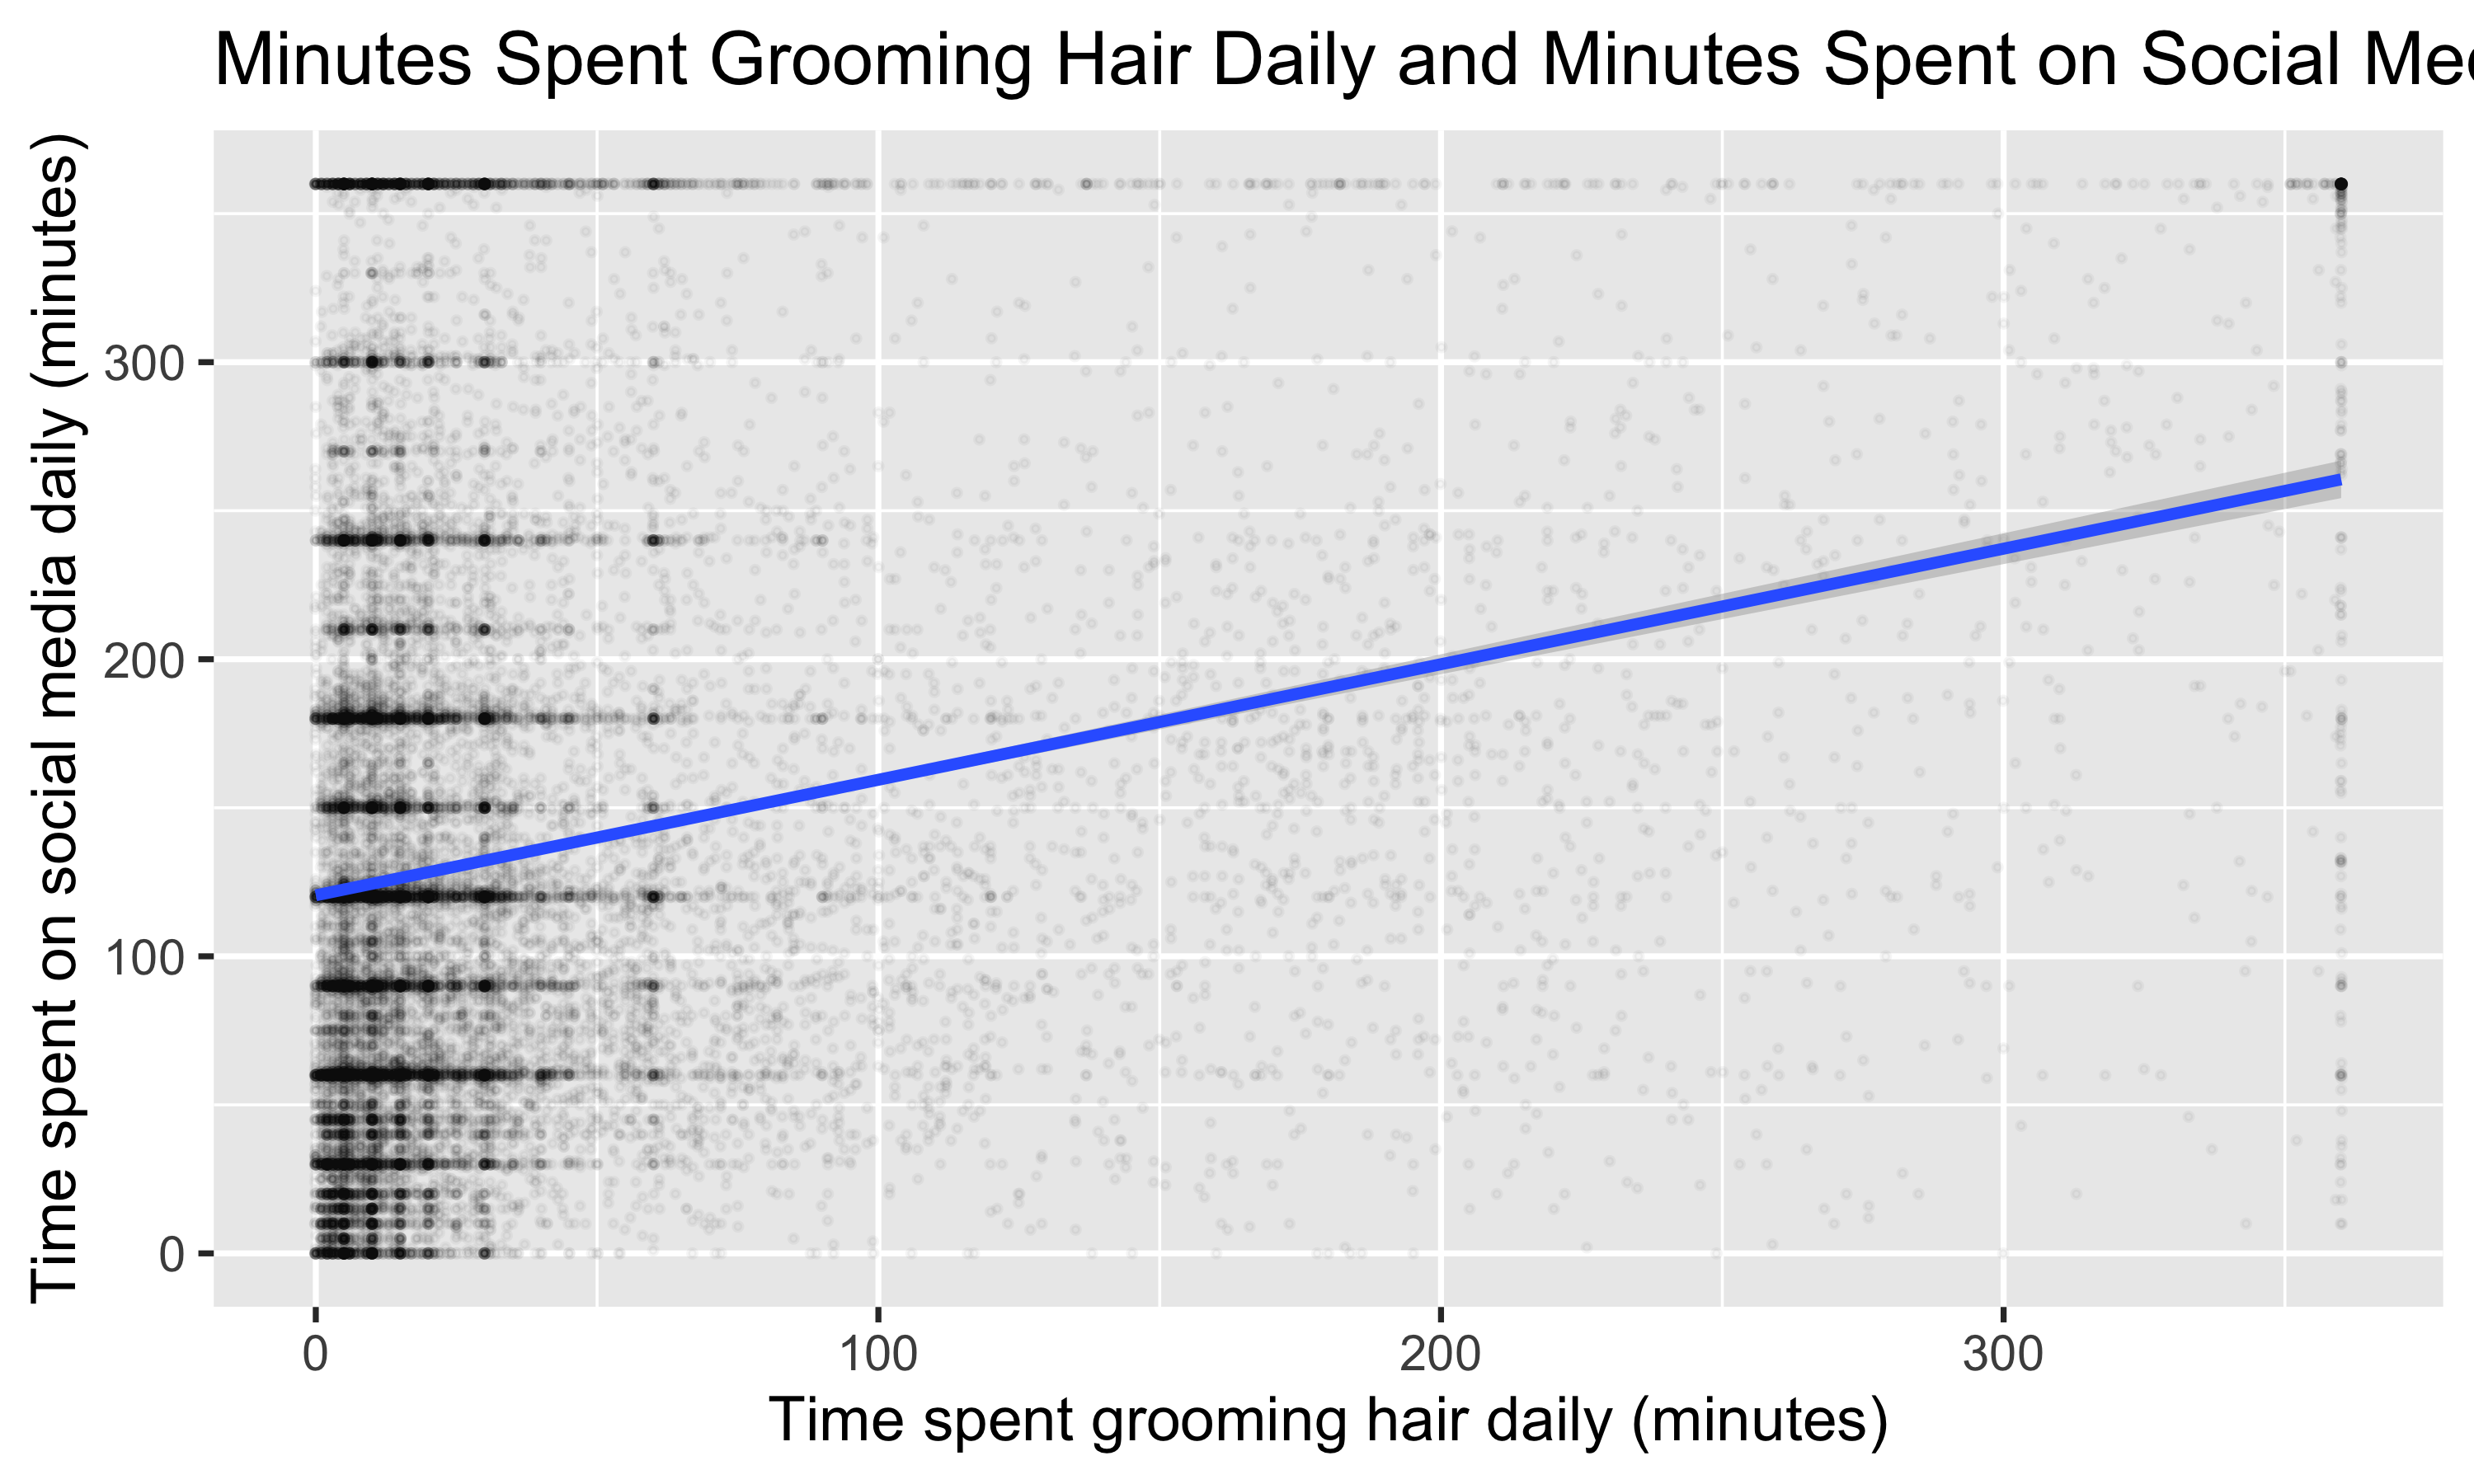 Minutes Spent Grooming Hair Daily and Minutes Spent on Social
Time spent on social media daily (minutes)
300
200
100
0
0 100 200 300
Time spent grooming hair daily (minutes)